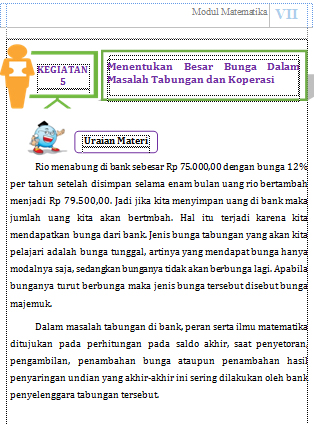 Modul Matematika VII
KEGIATAN
5
Menentukan Besar Bunga Dalam
Masalah Tabungan dan Koperasi
Uraian Materi
Rio menabung di bank sebesar Rp 75.000,00 dengan bunga 12%
per tahun setelah disimpan selama enam bulan uang rio bertambah
menjadi Rp 79.500,00. Jadi jika kita menyimpan uang di bank maka
jumlah uang kita akan bertmbah. Hal itu terjadi karena kita
mendapatkan bunga dari bank. Jenis bunga tabungan yang akan kita
pelajari adalah bunga tunggal, artinya yang mendapat bunga hanya
modalnya saja, sedangkan bunganya tidak akan berbunga lagi. Apabila
bunganya turut berbunga maka jenis bunga tersebut disebut bunga
majemuk.
Dalam masalah tabungan di bank, peran serta ilmu matematika
ditujukan pada perhitungan pada saldo akhir, saat penyetoran,
pengambilan, penambahan bunga ataupun penambahan hasil
penyaringan undian yang akhir-akhir ini sering dilakukan oleh bank
penyelenggara tabungan tersebut.